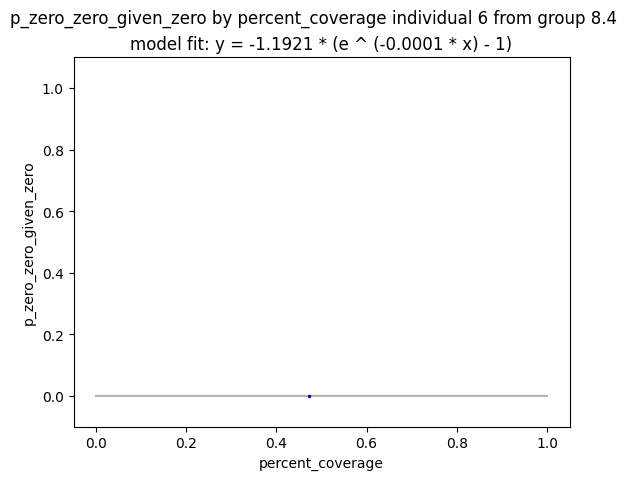 p_zero_zero_given_zero by percent_coverage individual 6 from group 8.4
model fit: y = -1.1921 * (e ^ (-0.0001 * x) - 1)
p_zero_zero_given_zero
1.0
0.8
0.6
0.4
0.2
0.0
0.0 0.2 0.4 0.6 0.8 1.0
percent_coverage